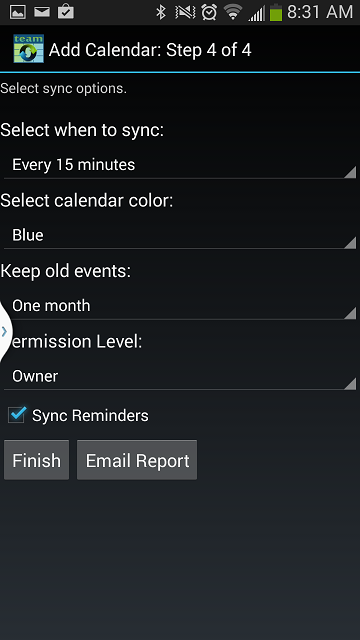 8:31 AM
team
Add Calendar: Step 4 of 4
Select sync options.
Select when to sync:
Every 15 minutes
Select calendar color:
Blue
Keep old events:
One month
ermission Level:
Owner
Sync Reminders
Finish
Email Report